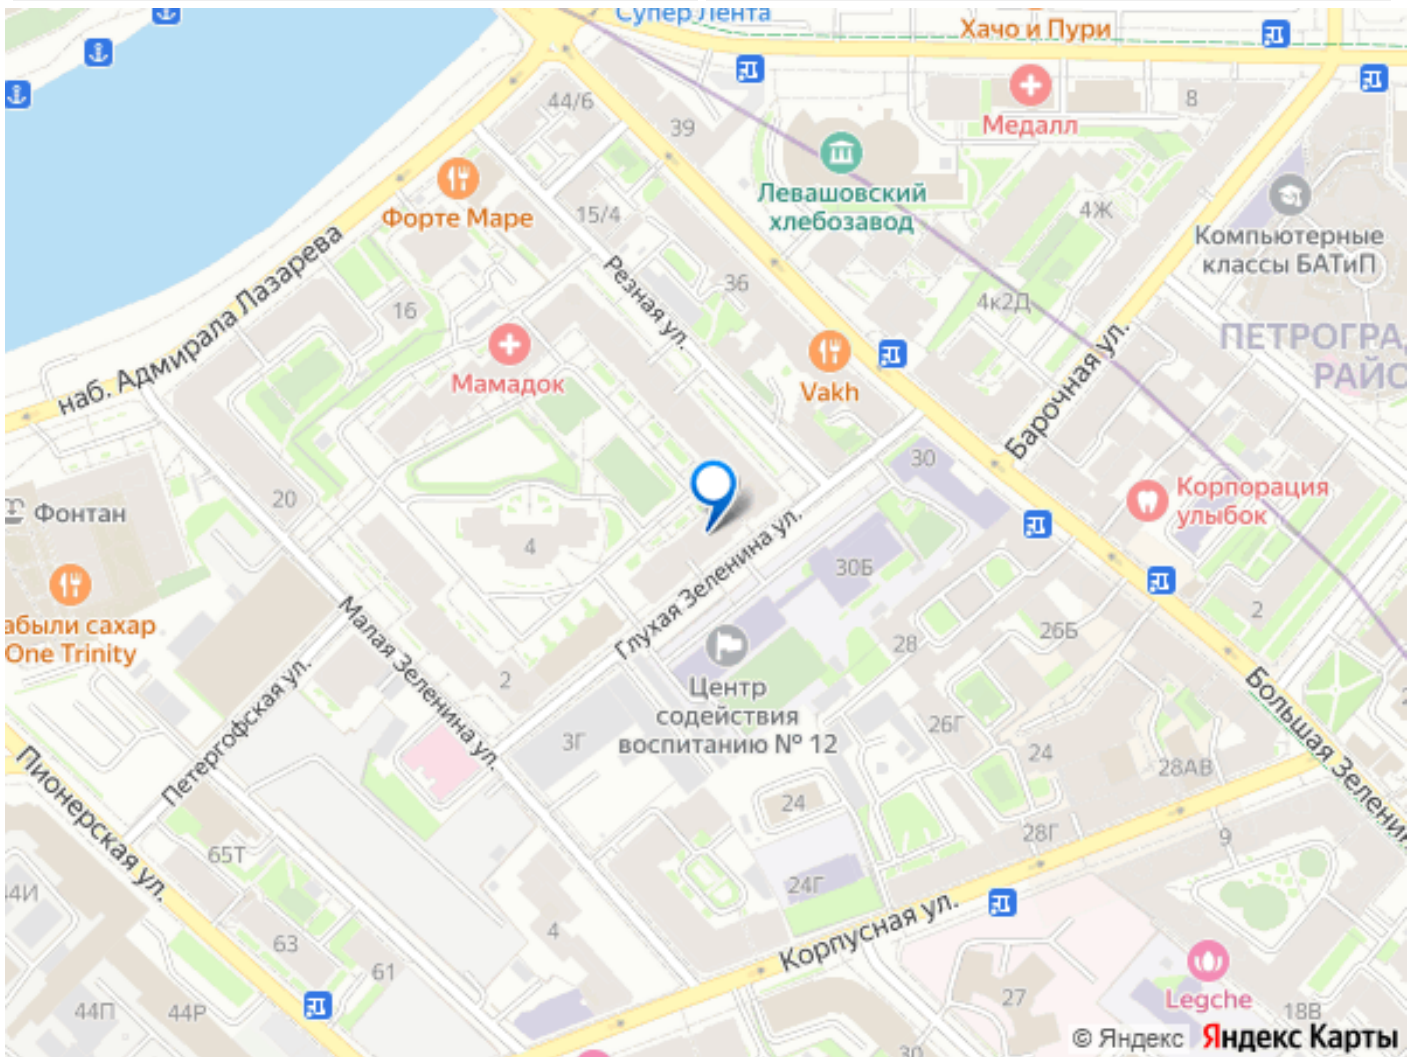 Супер Лента
Хачо и Пури
44/6
39
Медалл
8
Левашовский
хлебозавод
Форте Маре
15/4
4Ж
Компьютерные
классы БАТиП
наб. Адмирала Лазарева
16
Резная ул.
36
4к2Д
Барочная ул.
ПЕТРОГРА
РАЙО
Мамадок
Vakh
30
Корпорация
улыбок
20
Фонтан
4
Глухая Зеленина ул.
30Б
абыли сахар
One Trinity
Малая Зеленина ул.
Петергофская ул.
2
28
26Б
2
Центр
содействия
воспитанию № 12
3Г
26Г
24
28АВ
Большая Зеленин
Пионерская ул.
65Т
24
28Г
9
44И
24Г
Корпусная ул.
63
61
4
44П
44Р
27
Legche
18В
30
© Яндекс Яндекс Карты